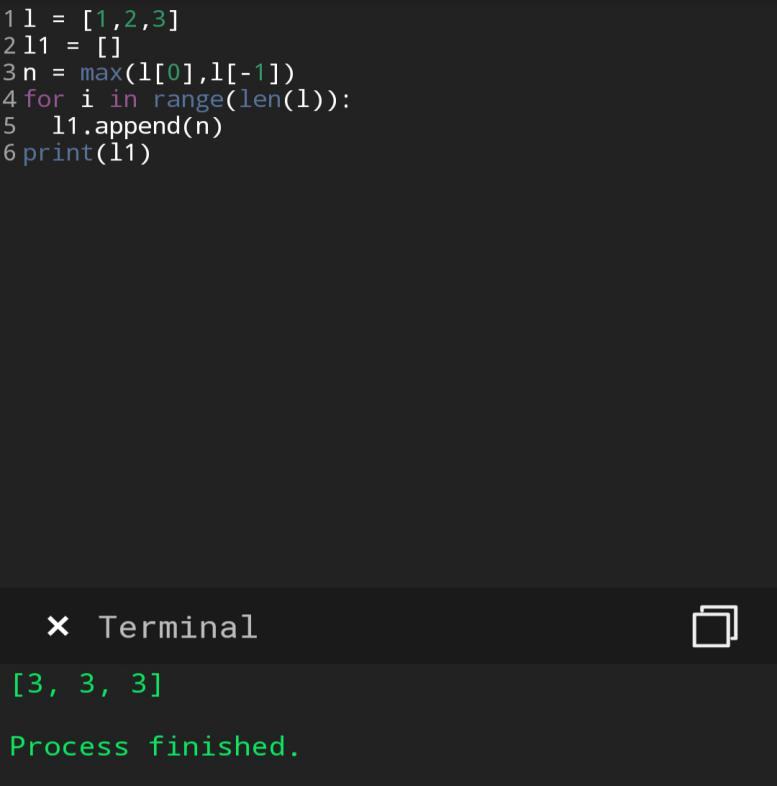 1 l = [1,2,3]
2 l1 = []
3 n = max(l[0],l[-1])
4 for i in range(len(l)):
5   l1.append(n)
6 print(l1)
× Terminal
[3, 3, 3]
Process finished.